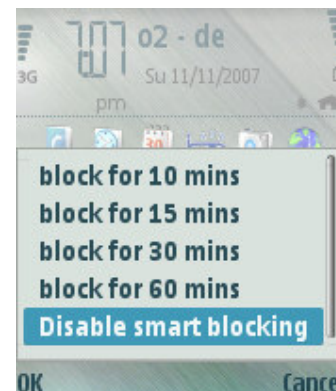 7:07 o2 - de
3G
Su 11/11/2007
pm
30
block for 10 mins
block for 15 mins
block for 30 mins
block for 60 mins
Disable smart blocking
OK Cance